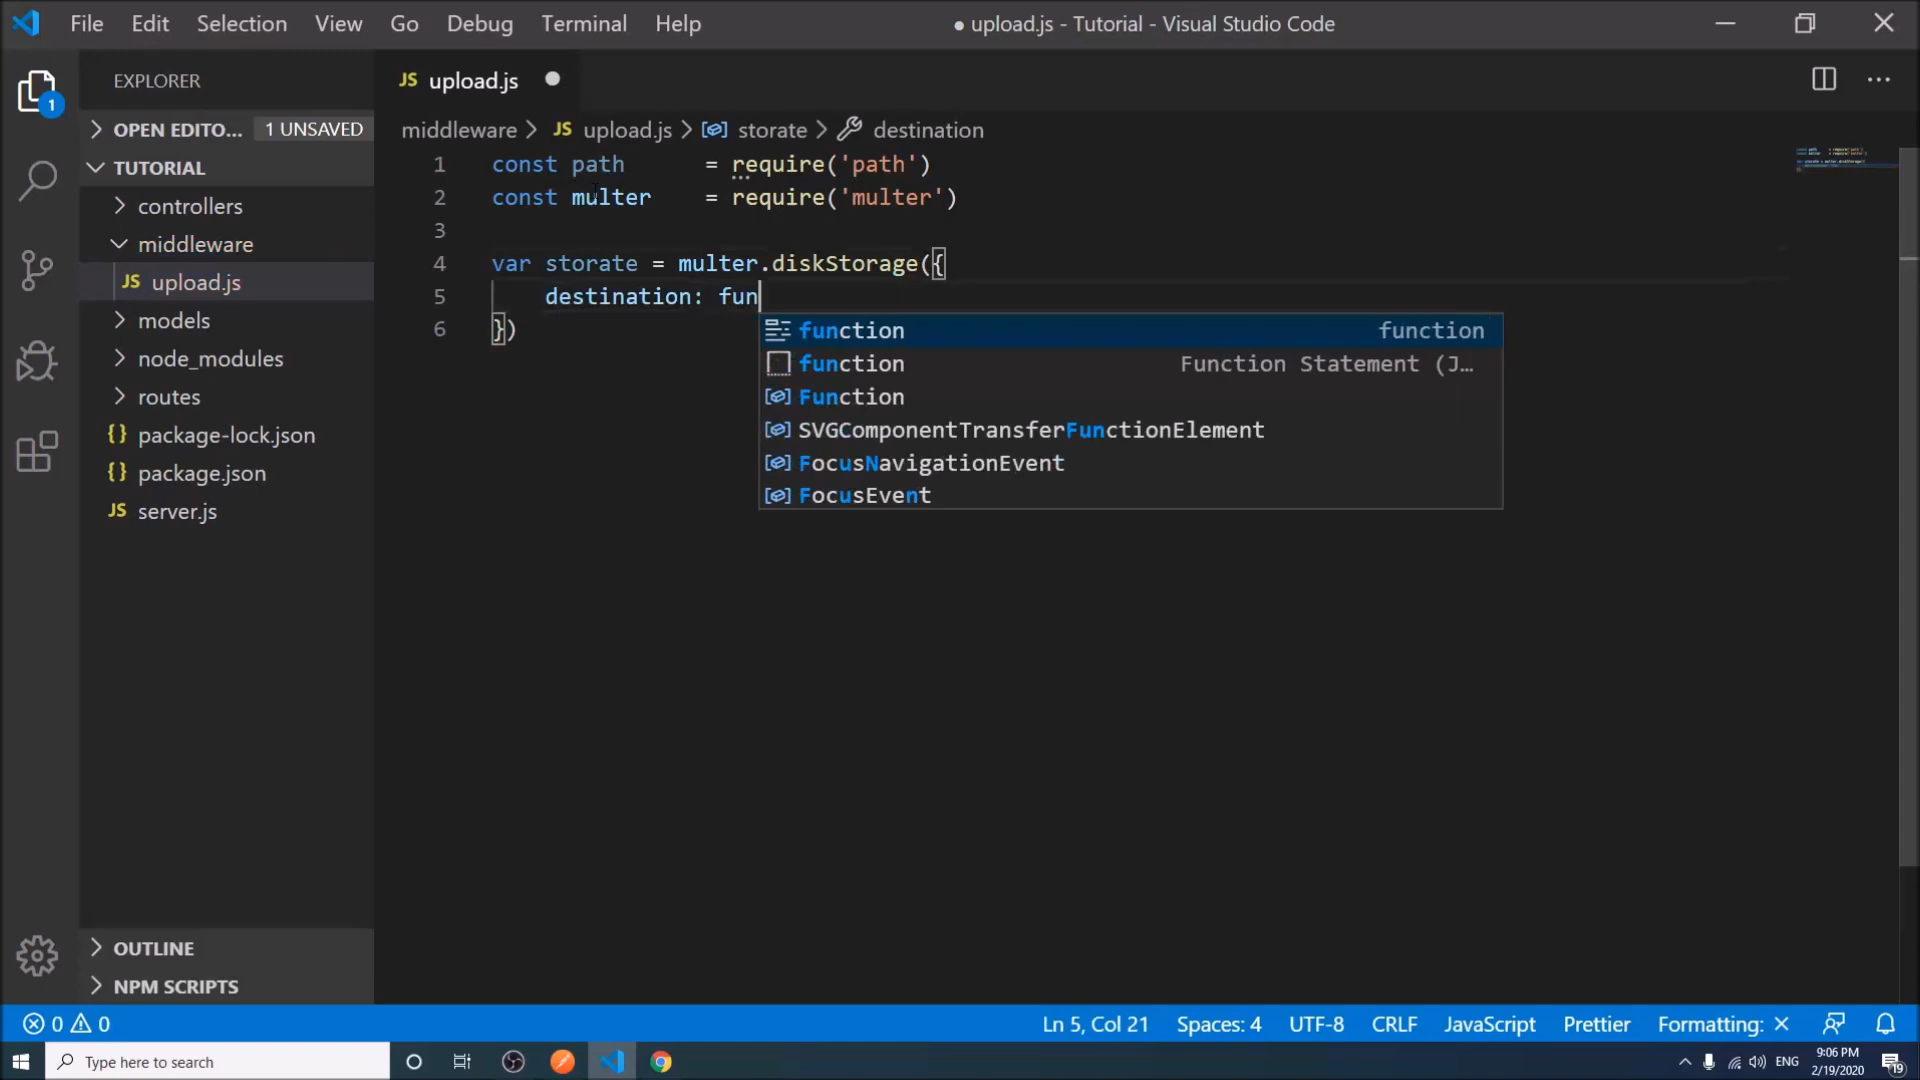 File Edit Selection View Go Debug Terminal Help ● upload.js - Tutorial - Visual Studio Code
EXPLORER
OPEN EDITO... 1 UNSAVED
TUTORIAL
controllers
middleware
JS upload.js
models
node_modules
routes
{} package-lock.json
{} package.json
JS server.js
OUTLINE
NPM SCRIPTS
1
JS upload.js ●
middleware > JS upload.js > storate > destination
1 const path = require('path')
2 const multer = require('multer')
3
4 var storate = multer.diskStorage({
5 destination: fun
6 })
function function
function Function Statement (J…
Function
SVGComponentTransferFunctionElement
FocusNavigationEvent
FocusEvent
0 0 Ln 5, Col 21 Spaces: 4 UTF-8 CRLF JavaScript Prettier Formatting: ×
Type here to search
ENG
9:06 PM
2/19/2020
19